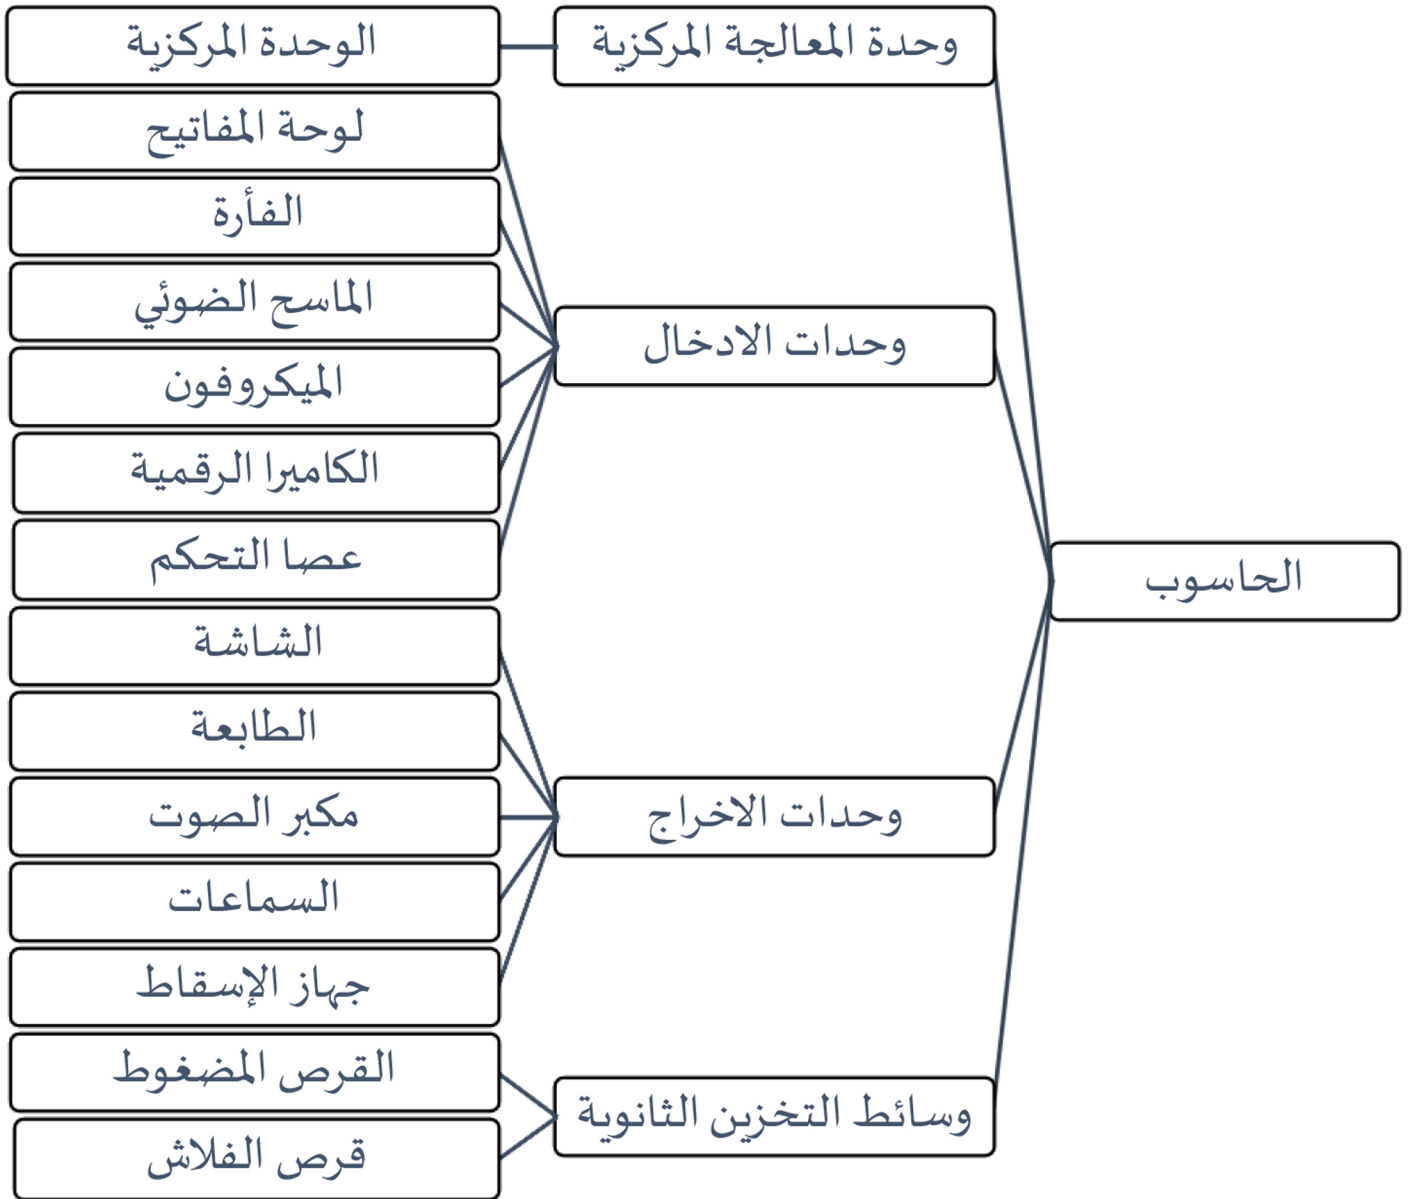 الحاسوب
وحدة المعالجة المركزية
الوحدة المركزية
وحدات الادخال
لوحة المفاتيح
الفأرة
الماسح الضوئي
الميكروفون
الكاميرا الرقمية
عصا التحكم
وحدات الاخراج
الشاشة
الطابعة
مكبر الصوت
السماعات
جهاز الإسقاط
وسائط التخزين الثانوية
القرص المضغوط
قرص الفلاش